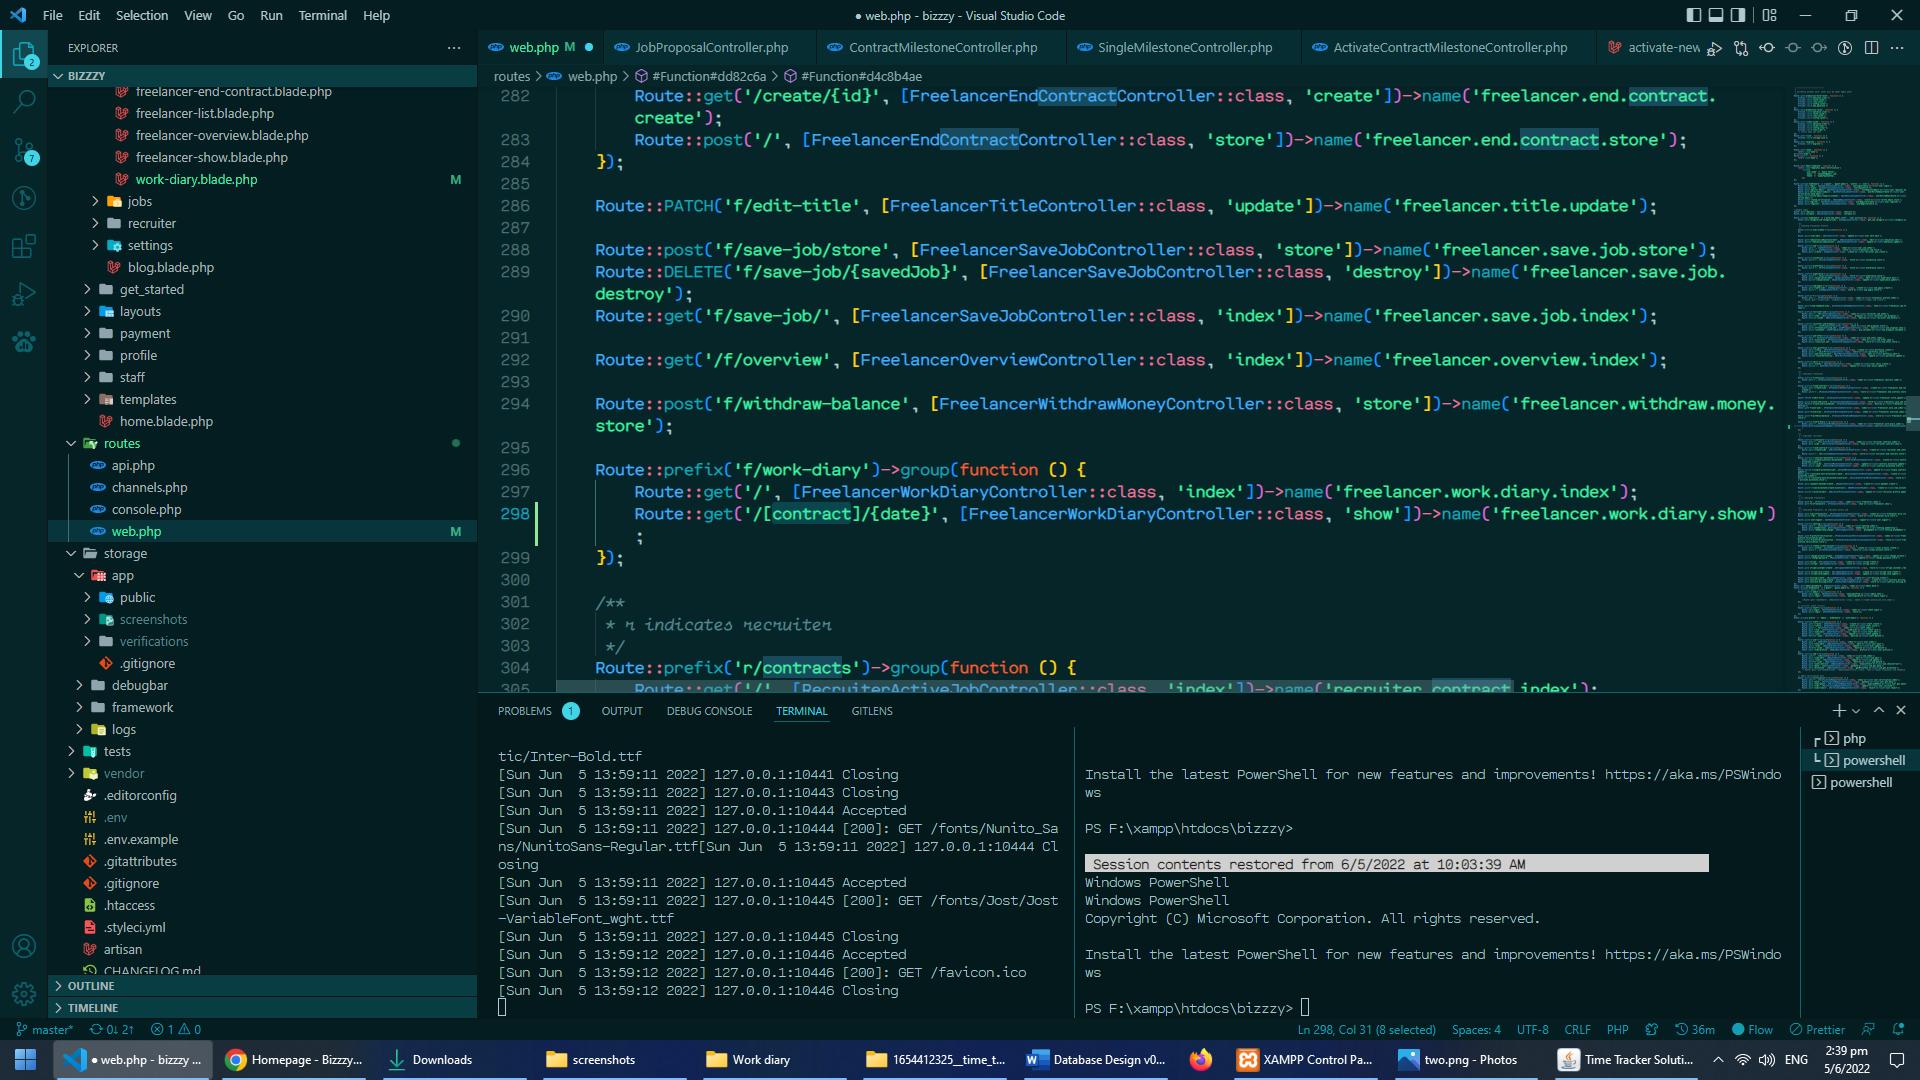 File Edit Selection View Go Run Terminal Help
● web.php - bizzzy - Visual Studio Code
EXPLORER
BIZZZY
freelancer-end-contract.blade.php
freelancer-list.blade.php
freelancer-overview.blade.php
freelancer-show.blade.php
work-diary.blade.php M
jobs
recruiter
settings
blog.blade.php
get_started
layouts
payment
profile
staff
templates
home.blade.php
routes
api.php
channels.php
console.php
web.php M
storage
app
public
screenshots
verifications
.gitignore
debugbar
framework
logs
tests
vendor
.editorconfig
.env
.env.example
.gitattributes
.gitignore
.htaccess
.styleci.yml
artisan
CHANGELOG.md
OUTLINE
TIMELINE
2
7
web.php M ● JobProposalController.php ContractMilestoneController.php SingleMilestoneController.php ActivateContractMilestoneController.php activate-new
routes > web.php > #Function#dd82c6a > #Function#d4c8b4ae
282 Route::get('/create/{id}', [FreelancerEndContractController::class, 'create'])->name('freelancer.end.contract.
create');
283 Route::post('/', [FreelancerEndContractController::class, 'store'])->name('freelancer.end.contract.store');
284 });
285
286 Route::PATCH('f/edit-title', [FreelancerTitleController::class, 'update'])->name('freelancer.title.update');
287
288 Route::post('f/save-job/store', [FreelancerSaveJobController::class, 'store'])->name('freelancer.save.job.store');
289 Route::DELETE('f/save-job/{savedJob}', [FreelancerSaveJobController::class, 'destroy'])->name('freelancer.save.job.
destroy');
290 Route::get('f/save-job/', [FreelancerSaveJobController::class, 'index'])->name('freelancer.save.job.index');
291
292 Route::get('/f/overview', [FreelancerOverviewController::class, 'index'])->name('freelancer.overview.index');
293
294 Route::post('f/withdraw-balance', [FreelancerWithdrawMoneyController::class, 'store'])->name('freelancer.withdraw.money.
store');
295
296 Route::prefix('f/work-diary')->group(function () {
297 Route::get('/', [FreelancerWorkDiaryController::class, 'index'])->name('freelancer.work.diary.index');
298 Route::get('/[contract]/{date}', [FreelancerWorkDiaryController::class, 'show'])->name('freelancer.work.diary.show')
;
299 });
300
301 /**
302 * r indicates recruiter
303 */
304 Route::prefix('r/contracts')->group(function () {
305 Route::get('/', [RecruiterActiveJobController::class, 'index'])->name('recruiter.contract.index');
PROBLEMS 1 OUTPUT DEBUG CONSOLE TERMINAL GITLENS
tic/Inter-Bold.ttf
[Sun Jun  5 13:59:11 2022] 127.0.0.1:10441 Closing
[Sun Jun  5 13:59:11 2022] 127.0.0.1:10443 Closing
[Sun Jun  5 13:59:11 2022] 127.0.0.1:10444 Accepted
[Sun Jun  5 13:59:11 2022] 127.0.0.1:10444 [200]: GET /fonts/Nunito_Sa
ns/NunitoSans-Regular.ttf[Sun Jun  5 13:59:11 2022] 127.0.0.1:10444 Cl
osing
[Sun Jun  5 13:59:11 2022] 127.0.0.1:10445 Accepted
[Sun Jun  5 13:59:11 2022] 127.0.0.1:10445 [200]: GET /fonts/Jost/Jost
-VariableFont_wght.ttf
[Sun Jun  5 13:59:11 2022] 127.0.0.1:10445 Closing
[Sun Jun  5 13:59:12 2022] 127.0.0.1:10446 Accepted
[Sun Jun  5 13:59:12 2022] 127.0.0.1:10446 [200]: GET /favicon.ico
[Sun Jun  5 13:59:12 2022] 127.0.0.1:10446 Closing
Install the latest PowerShell for new features and improvements! https://aka.ms/PSWindo
ws
PS F:\xampp\htdocs\bizzzy>
Session contents restored from 6/5/2022 at 10:03:39 AM
Windows PowerShell
Windows PowerShell
Copyright (C) Microsoft Corporation. All rights reserved.
Install the latest PowerShell for new features and improvements! https://aka.ms/PSWindo
ws
PS F:\xampp\htdocs\bizzzy>
php
powershell
powershell
master* 0↓ 2↑ 1 0 Ln 298, Col 31 (8 selected) Spaces: 4 UTF-8 CRLF PHP 36m Flow Prettier
● web.php - bizzzy ... Homepage - Bizzzy... Downloads screenshots Work diary 1654412325__time_t... Database Design v0... XAMPP Control Pa... two.png - Photos Time Tracker Soluti... ENG
2:39 pm
5/6/2022